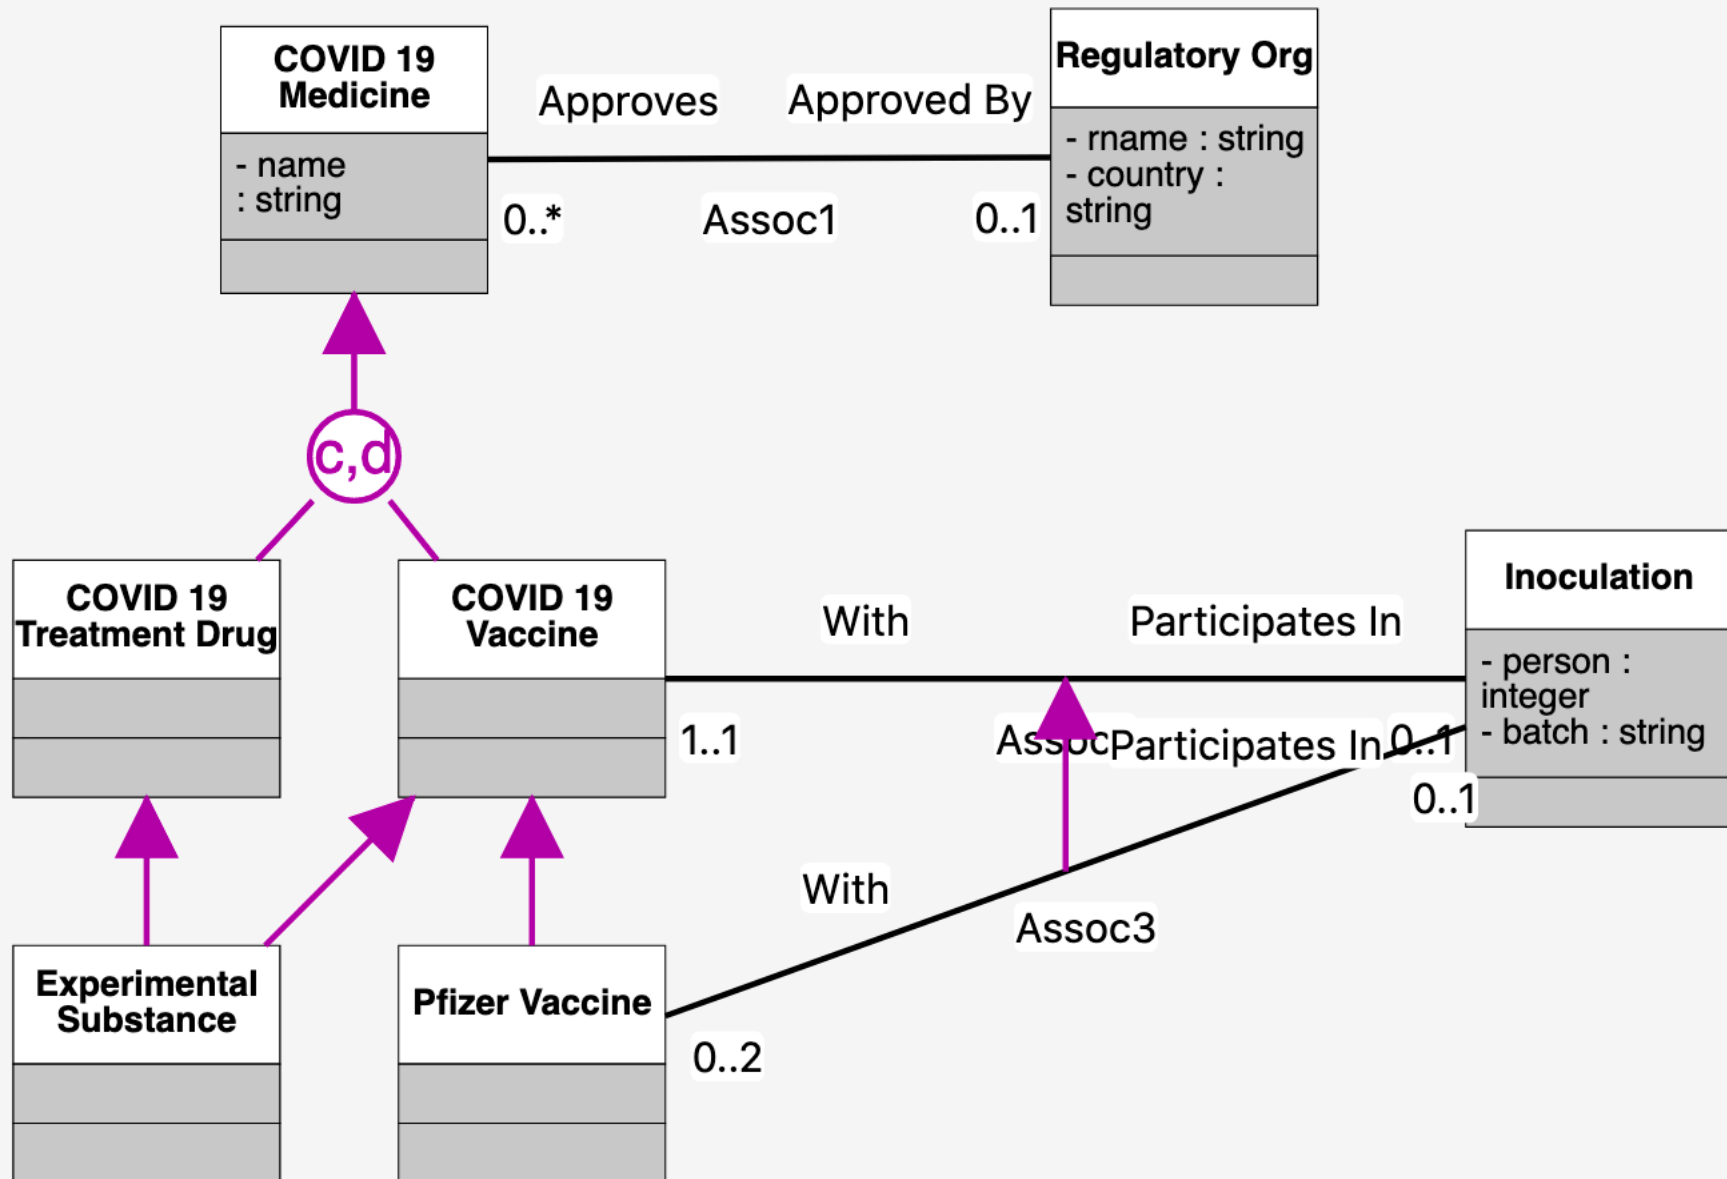 COVID 19
Medicine
- name
: string
Approves
Approved By
0..*
Assoc1
0..1
Regulatory Org
- rname : string
- country :
string
c,d
COVID 19
Treatment Drug
COVID 19
Vaccine
With
Participates In
1..1
Assoc
Participates In
0..1
0..1
Inoculation
- person :
integer
- batch : string
With
Assoc3
0..2
Experimental
Substance
Pfizer Vaccine